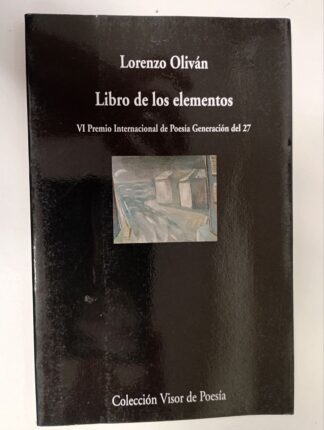 Lorenzo Oliván
Libro de los elementos
VI Premio Internacional de Poesía Generación del 27
Colección Visor de Poesía